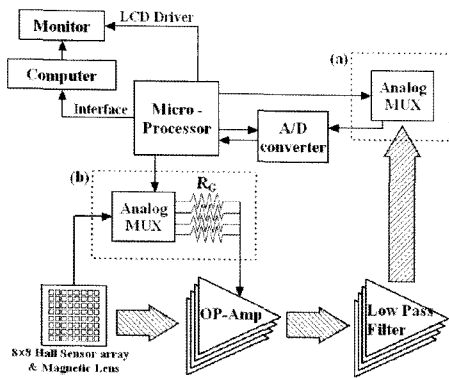 LCD Driver
Monitor
(a)
Computer
Analog
MUX
Interface
Micro -
Processor
A/D
converter
(b)
R_G
Analog
MUX
OP-Amp
Low Pass
Filter
8×8 Hall Sensor array
& Magnetic Lens